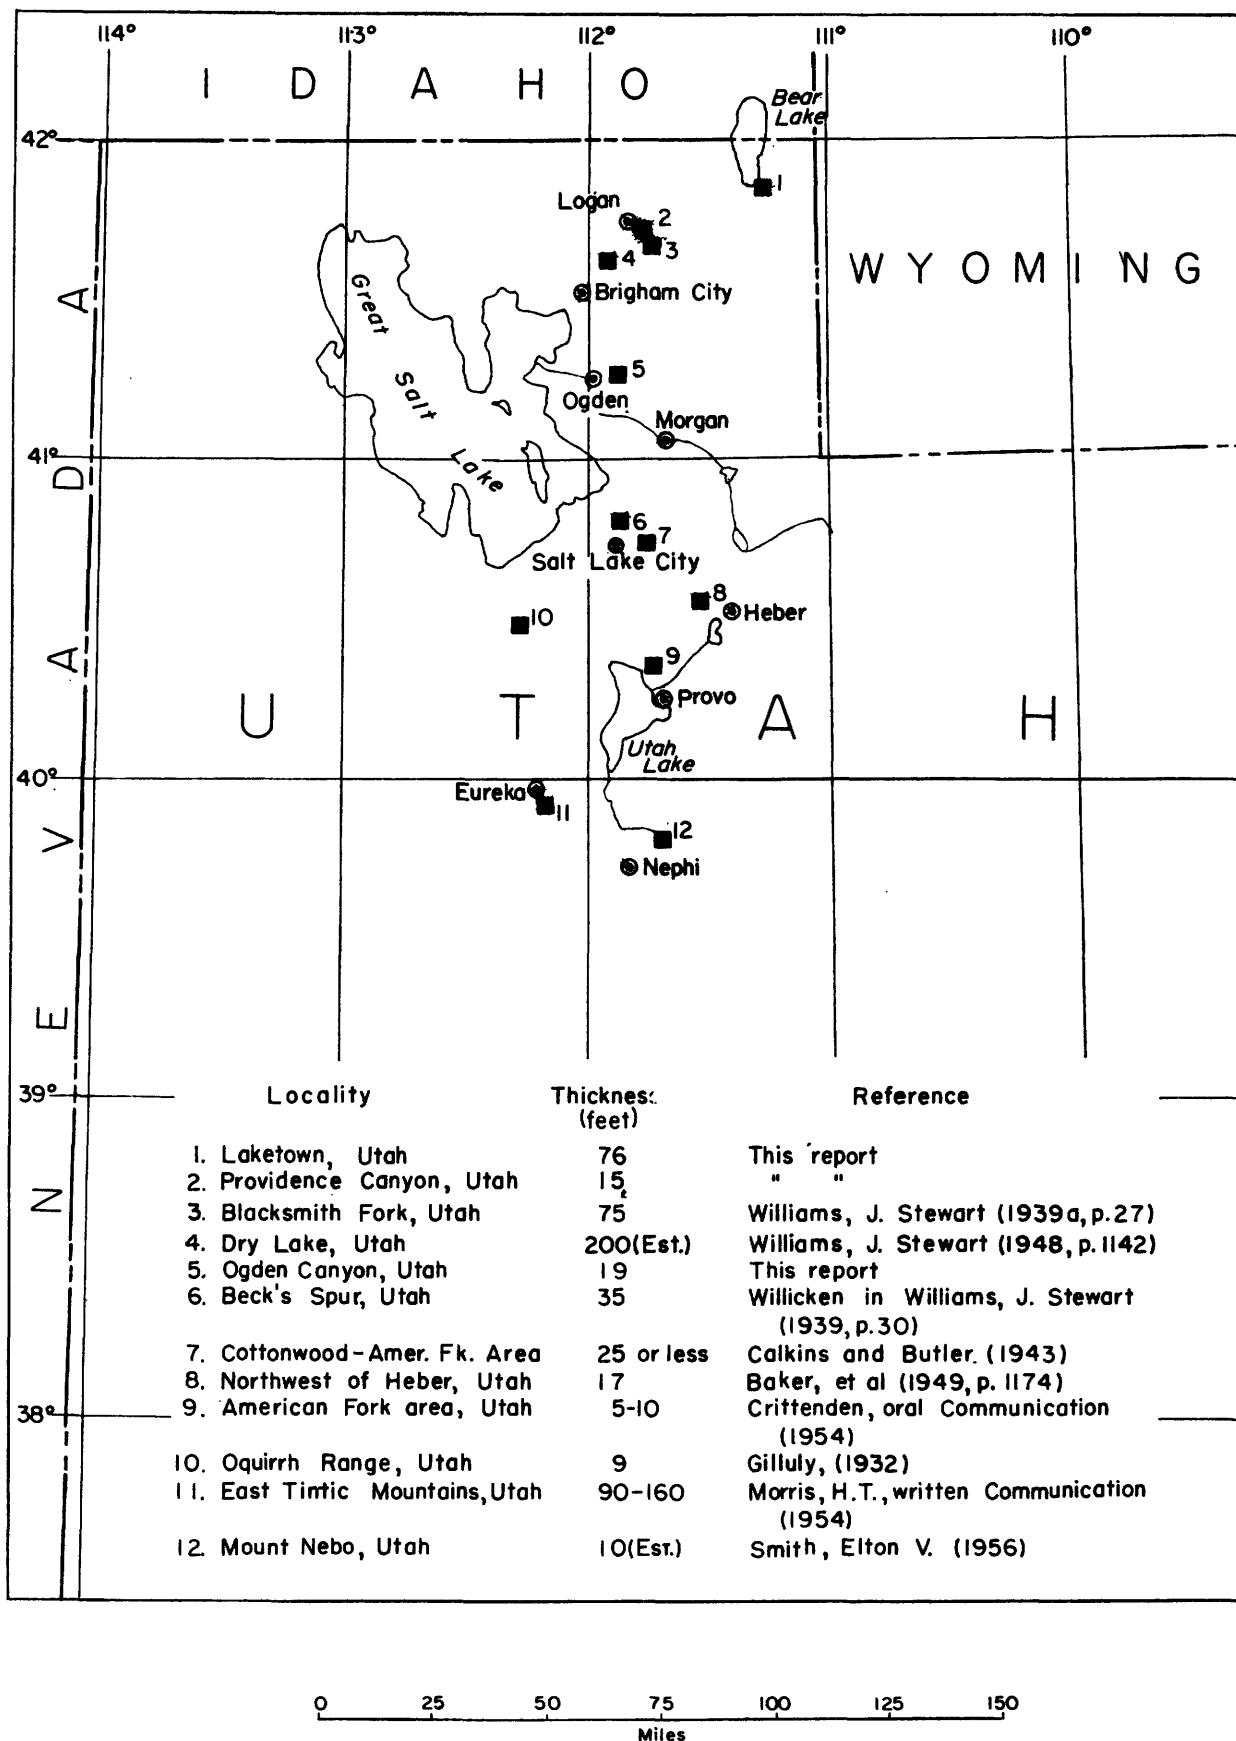 114° 113° 112° 111° 110°
IDAHO
Bear
Lake
42°
1
Logan
2
3
4
WYOMING
Brigham City
Great Salt Lake
5
Ogden
Morgan
41°
6
7
Salt Lake City
8
Heber
10
9
Provo
UTAH
Utah
Lake
40°
Eureka
11
12
Nephi
NEVADA
39°
Locality Thickness Reference
(feet)
1. Laketown, Utah 76 This report
2. Providence Canyon, Utah 15 " "
3. Blacksmith Fork, Utah 75 Williams, J. Stewart (1939a, p.27)
4. Dry Lake, Utah 200(Est.) Williams, J. Stewart (1948, p.1142)
5. Ogden Canyon, Utah 19 This report
6. Beck's Spur, Utah 35 Willicken in Williams, J. Stewart
(1939, p.30)
7. Cottonwood-Amer. Fk. Area 25 or less Calkins and Butler. (1943)
8. Northwest of Heber, Utah 17 Baker, et al (1949, p. 1174)
38°
9. American Fork area, Utah 5-10 Crittenden, oral Communication
(1954)
10. Oquirrh Range, Utah 9 Gilluly, (1932)
11. East Tintic Mountains, Utah 90-160 Morris, H.T., written Communication
(1954)
12. Mount Nebo, Utah 10(Est.) Smith, Elton V. (1956)
0 25 50 75 100 125 150
Miles